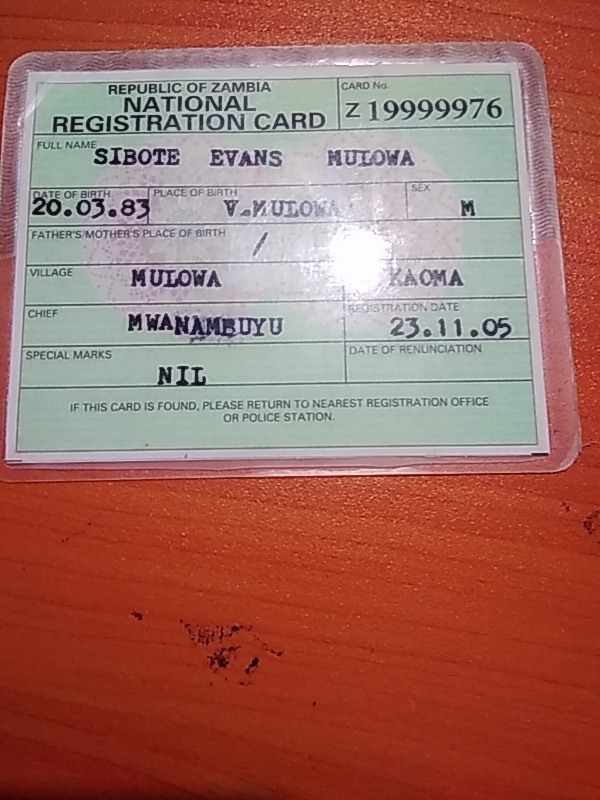 REPUBLIC OF ZAMBIA
NATIONAL
REGISTRATION CARD
CARD No.
Z 19999976
FULL NAME
SIBOTE EVANS MULOWA
DATE OF BIRTH PLACE OF BIRTH SEX
20.03.83 V.MULOWA M
FATHER'S/MOTHER'S PLACE OF BIRTH
/
VILLAGE MULOWA KAOMA
CHIEF MWANAMBUYU
REGISTRATION DATE
23.11.05
SPECIAL MARKS
NIL
DATE OF RENUNCIATION
IF THIS CARD IS FOUND, PLEASE RETURN TO NEAREST REGISTRATION OFFICE
OR POLICE STATION.